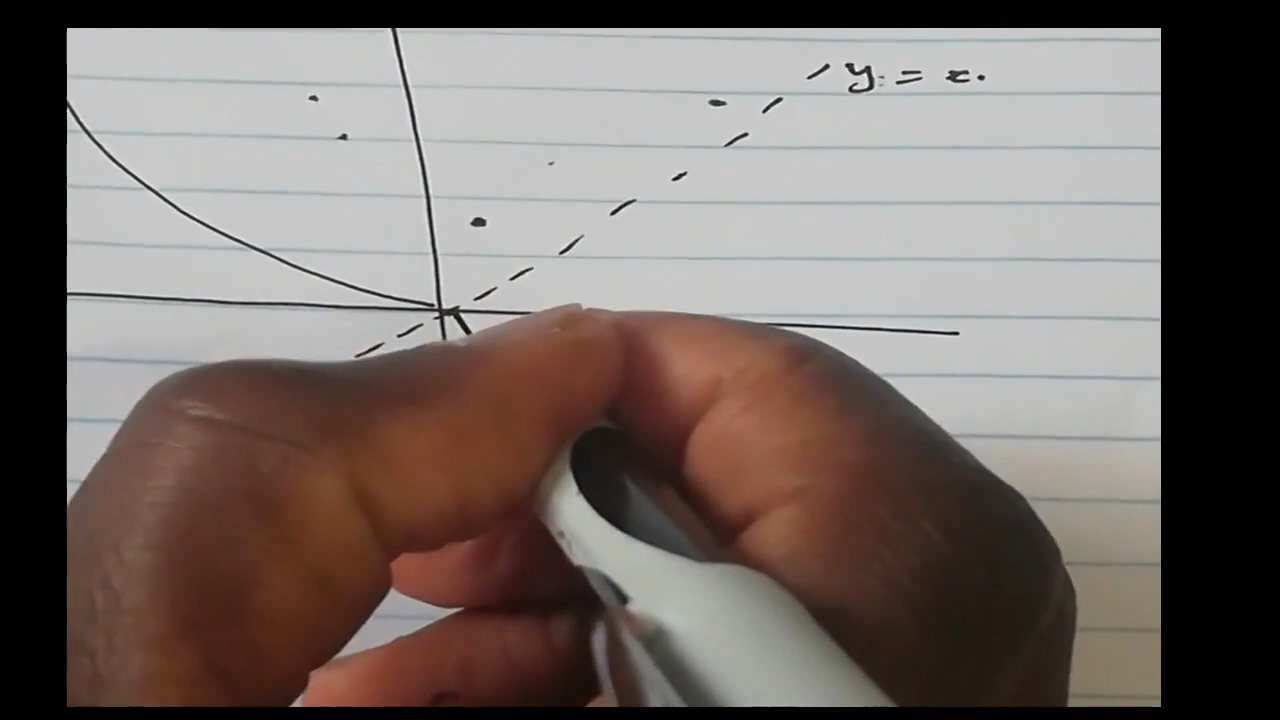 y = x.